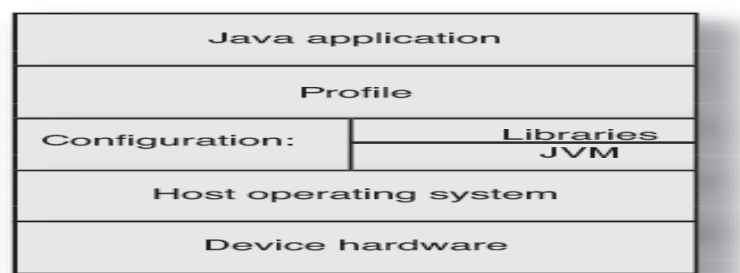 Java application
Profile
Configuration:
Libraries
JVM
Host operating system
Device hardware